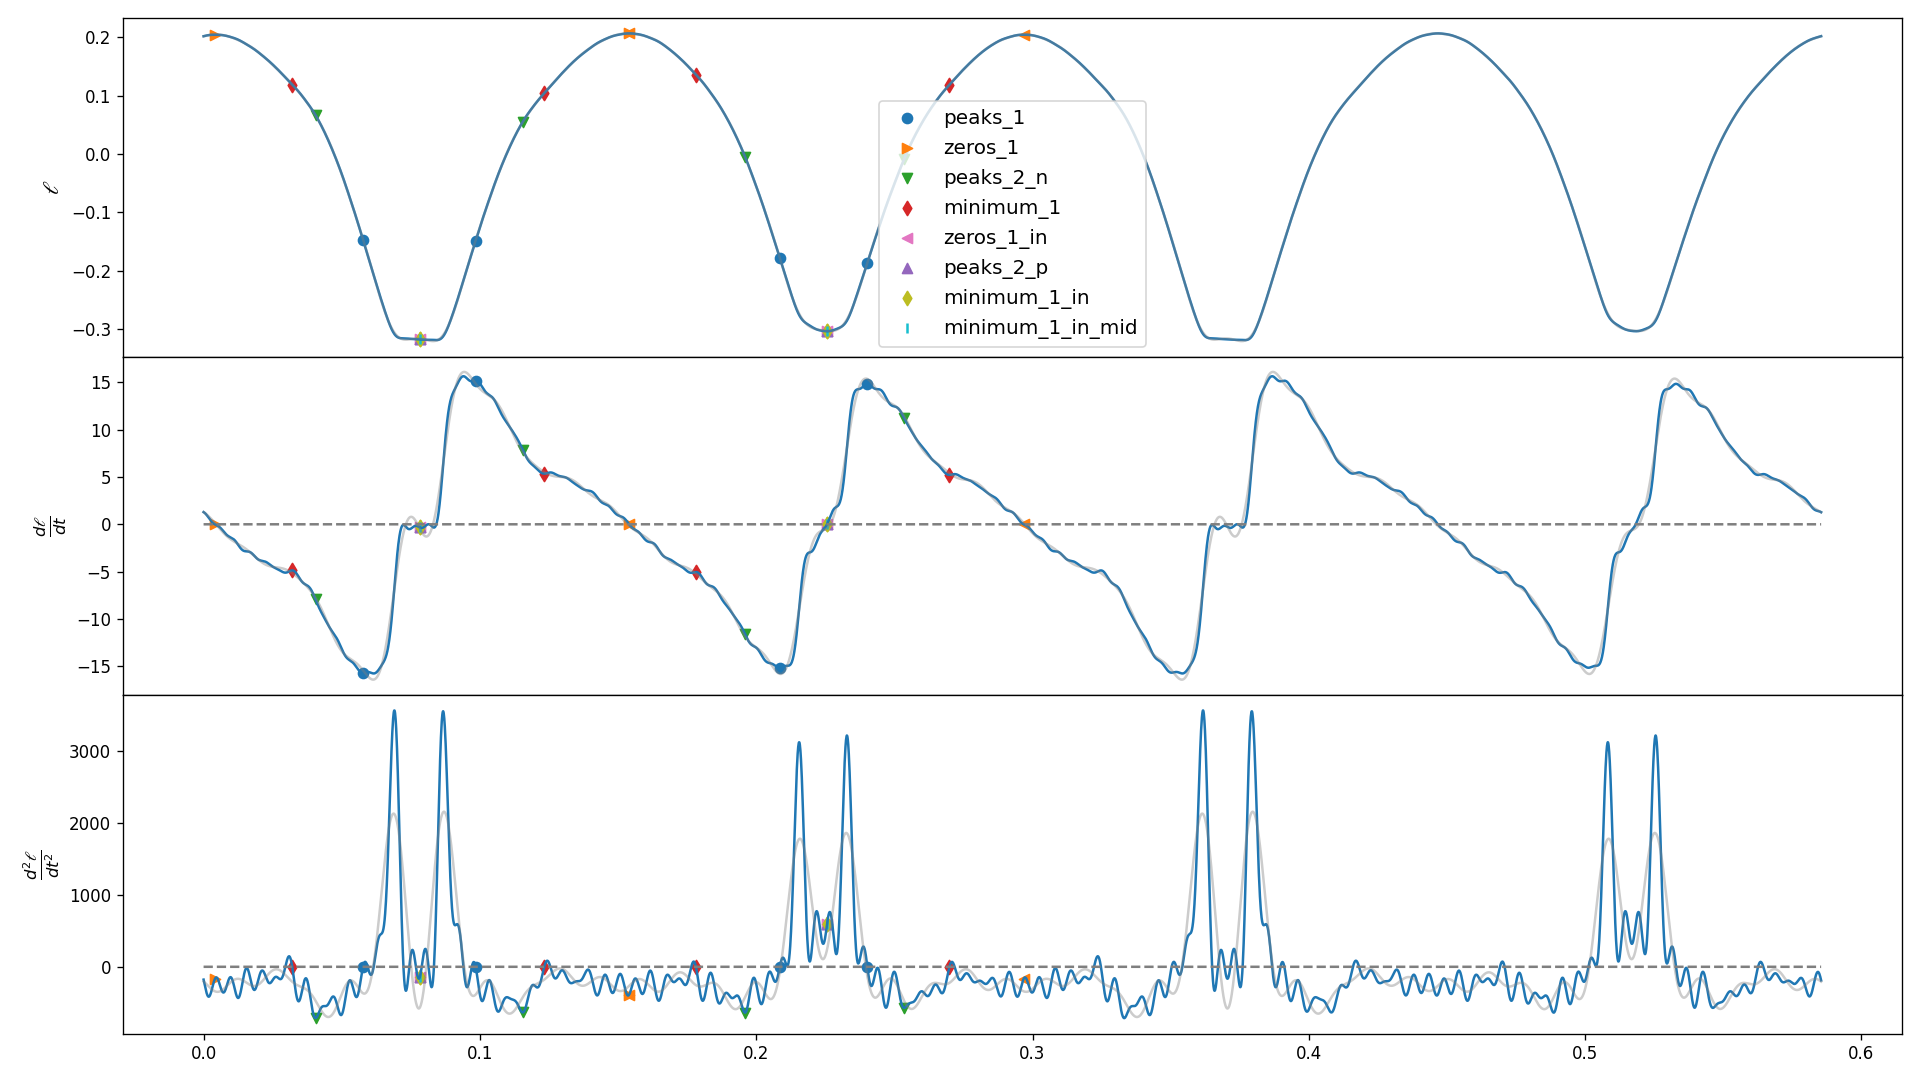 0.2
0.1
0.0
−0.1
−0.2
−0.3
ℓ
peaks_1
zeros_1
peaks_2_n
minimum_1
zeros_1_in
peaks_2_p
minimum_1_in
minimum_1_in_mid
15
10
5
0
−5
−10
−15
dℓ
dt
3000
2000
1000
0
d²ℓ
dt²
0.0 0.1 0.2 0.3 0.4 0.5 0.6